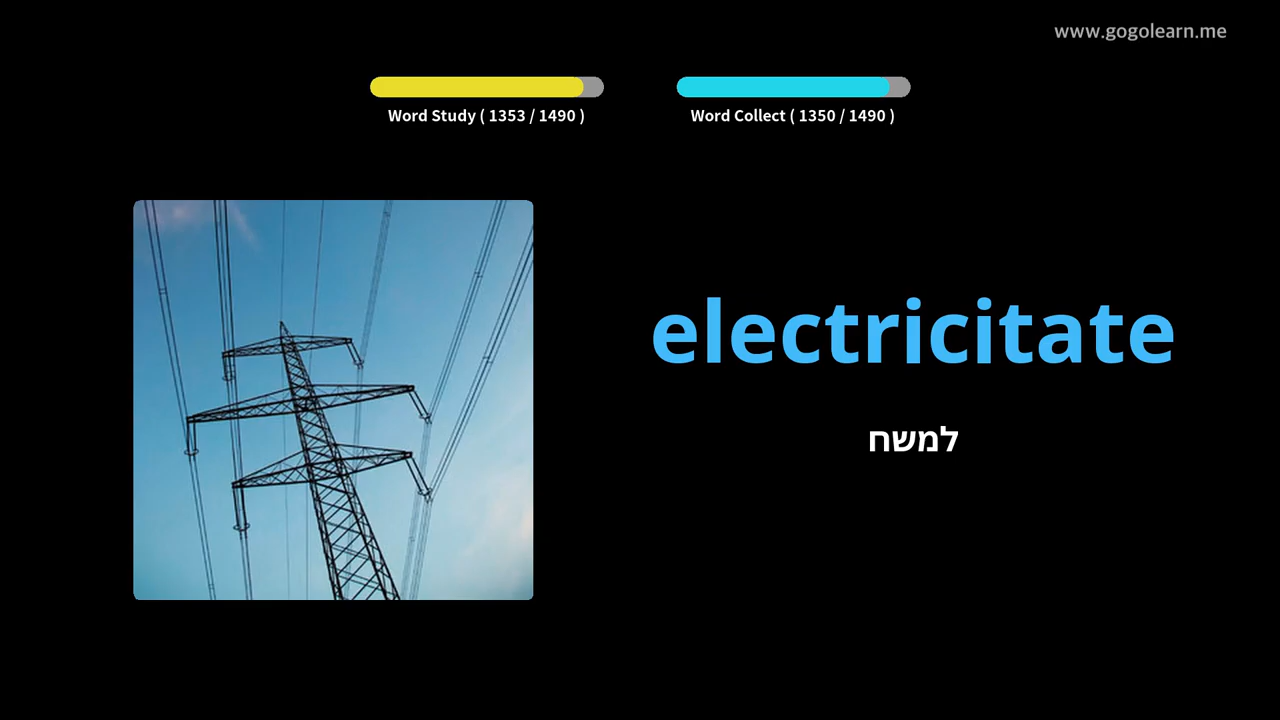 www.gogolearn.me
Word Study ( 1353 / 1490 )
Word Collect ( 1350 / 1490 )
electricitate
למשח